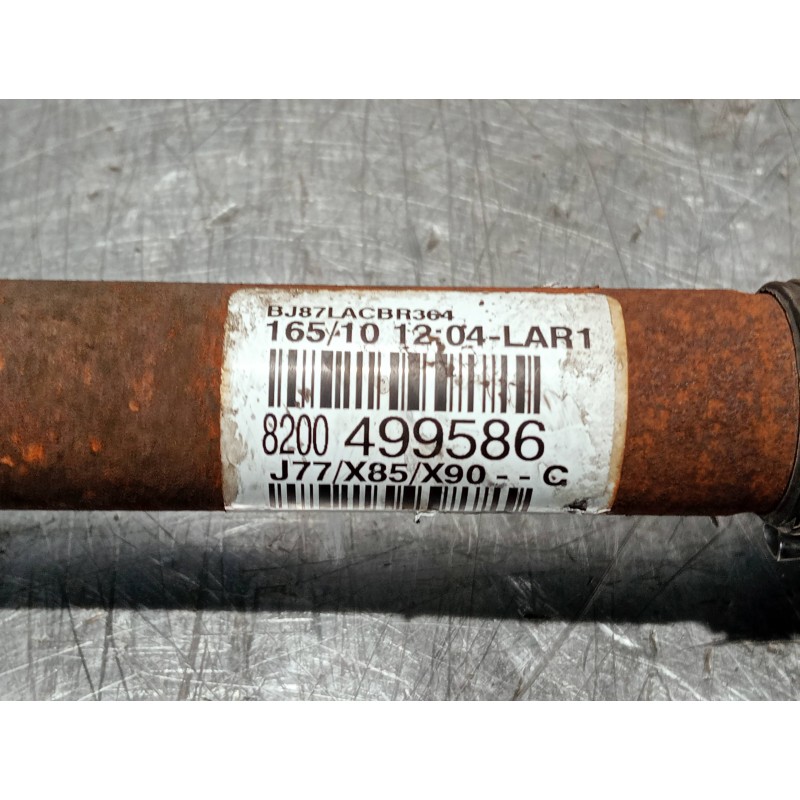 BJ87LACBR364
165/10 12:04-LAR1
8200 499586
J77/X85/X90 - - C